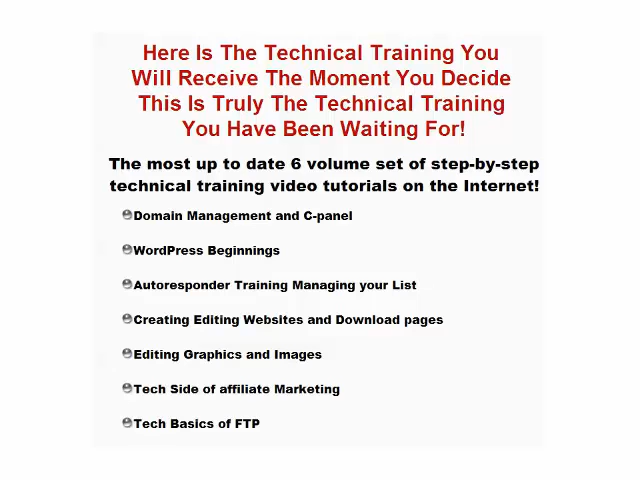 Here Is The Technical Training You
Will Receive The Moment You Decide
This Is Truly The Technical Training
You Have Been Waiting For!
The most up to date 6 volume set of step-by-step
technical training video tutorials on the Internet!
Domain Management and C-panel
WordPress Beginnings
Autoresponder Training Managing your List
Creating Editing Websites and Download pages
Editing Graphics and Images
Tech Side of affiliate Marketing
Tech Basics of FTP